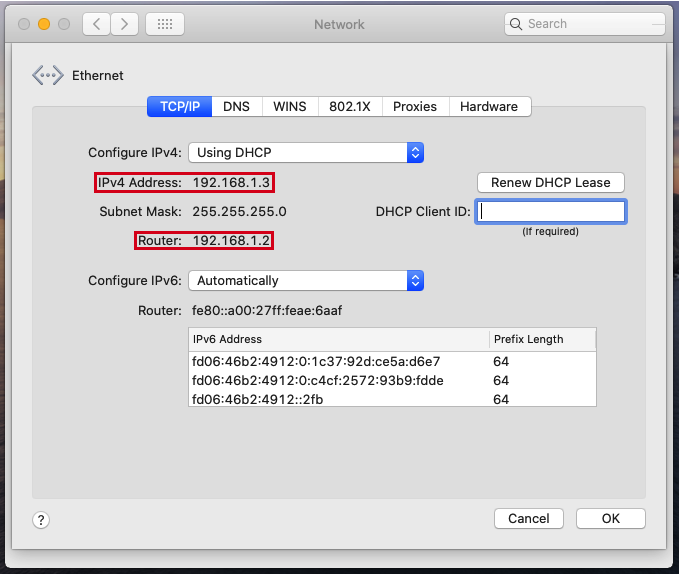 Network
Search
Ethernet
TCP/IP DNS WINS 802.1X Proxies Hardware
Configure IPv4: Using DHCP
IPv4 Address: 192.168.1.3 Renew DHCP Lease
Subnet Mask: 255.255.255.0 DHCP Client ID:
(If required)
Router: 192.168.1.2
Configure IPv6: Automatically
Router: fe80::a00:27ff:feae:6aaf
IPv6 Address Prefix Length
fd06:46b2:4912:0:1c37:92d:ce5a:d6e7 64
fd06:46b2:4912:0:c4cf:2572:93b9:fdde 64
fd06:46b2:4912::2fb 64
? Cancel OK